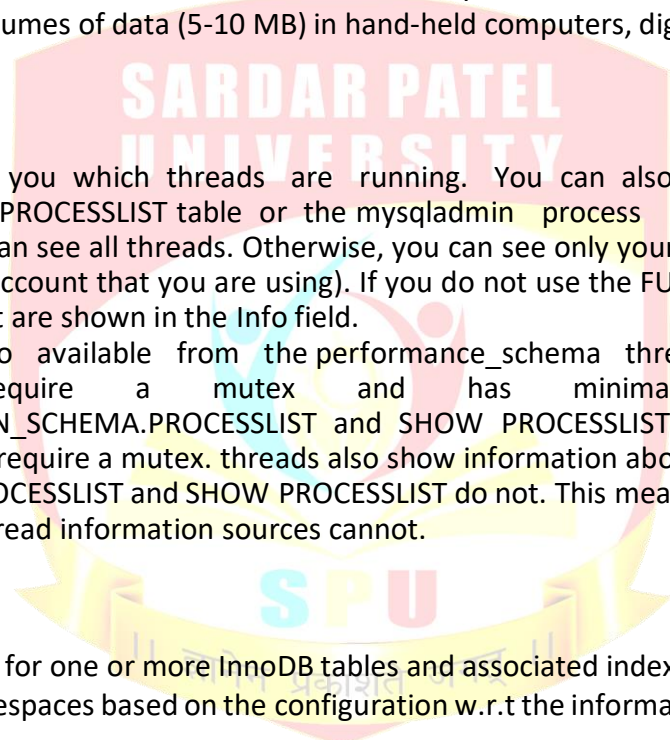 umes of data (5-10 MB) in hand-held computers, dig
SARDAR PATEL
UNIVERSITY
you which threads are running. You can also
PROCESSLIST table or the mysqladmin process
an see all threads. Otherwise, you can see only your
ccount that you are using). If you do not use the FU
t are shown in the Info field.
o available from the performance_schema thre
equire a mutex and has minima
N_SCHEMA.PROCESSLIST and SHOW PROCESSLIST
require a mutex. threads also show information abo
OCESSLIST and SHOW PROCESSLIST do not. This mea
read information sources cannot.
SPU
for one or more InnoDB tables and associated index
|| ज्ञानेन प्रकाशते जगत् ||
espaces based on the configuration w.r.t the informa